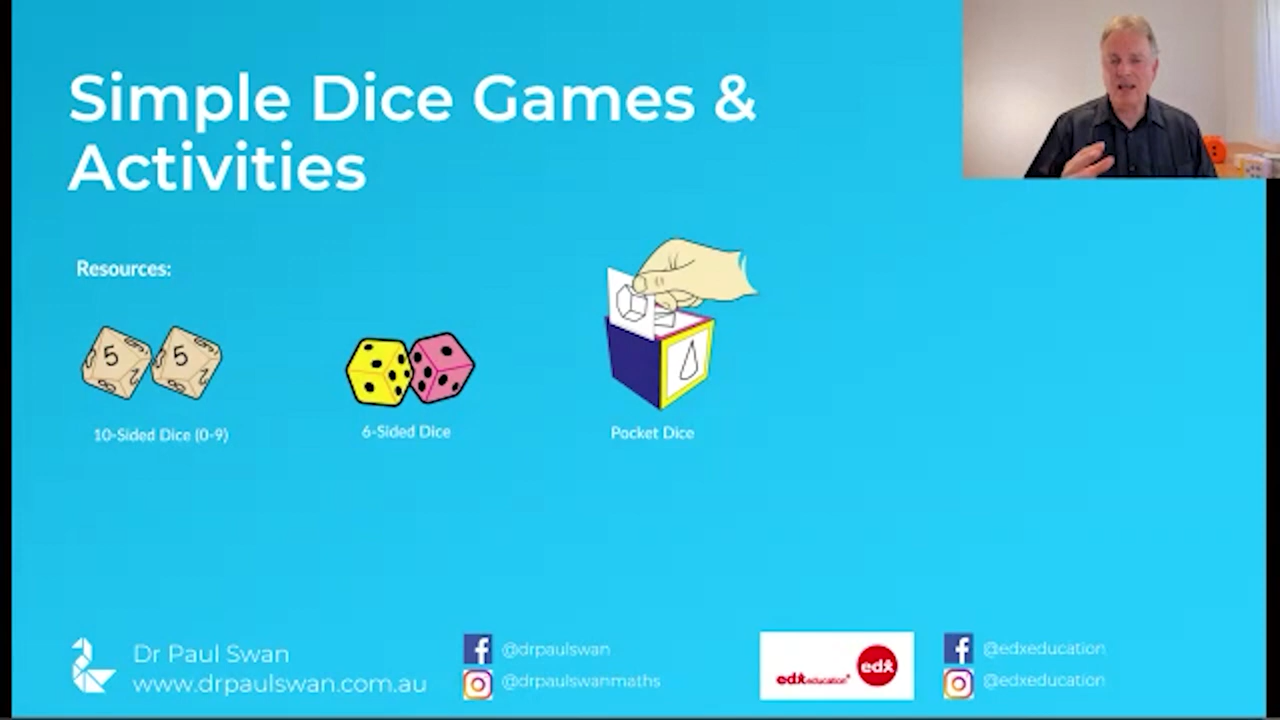 Simple Dice Games &
Activities
Resources:
5
5
10-Sided Dice (0-9)
6-Sided Dice
Pocket Dice
Dr Paul Swan
www.drpaulswan.com.au
@drpaulswan
@drpaulswanmaths
edx education®
edx
@edxeducation
@edxeducation